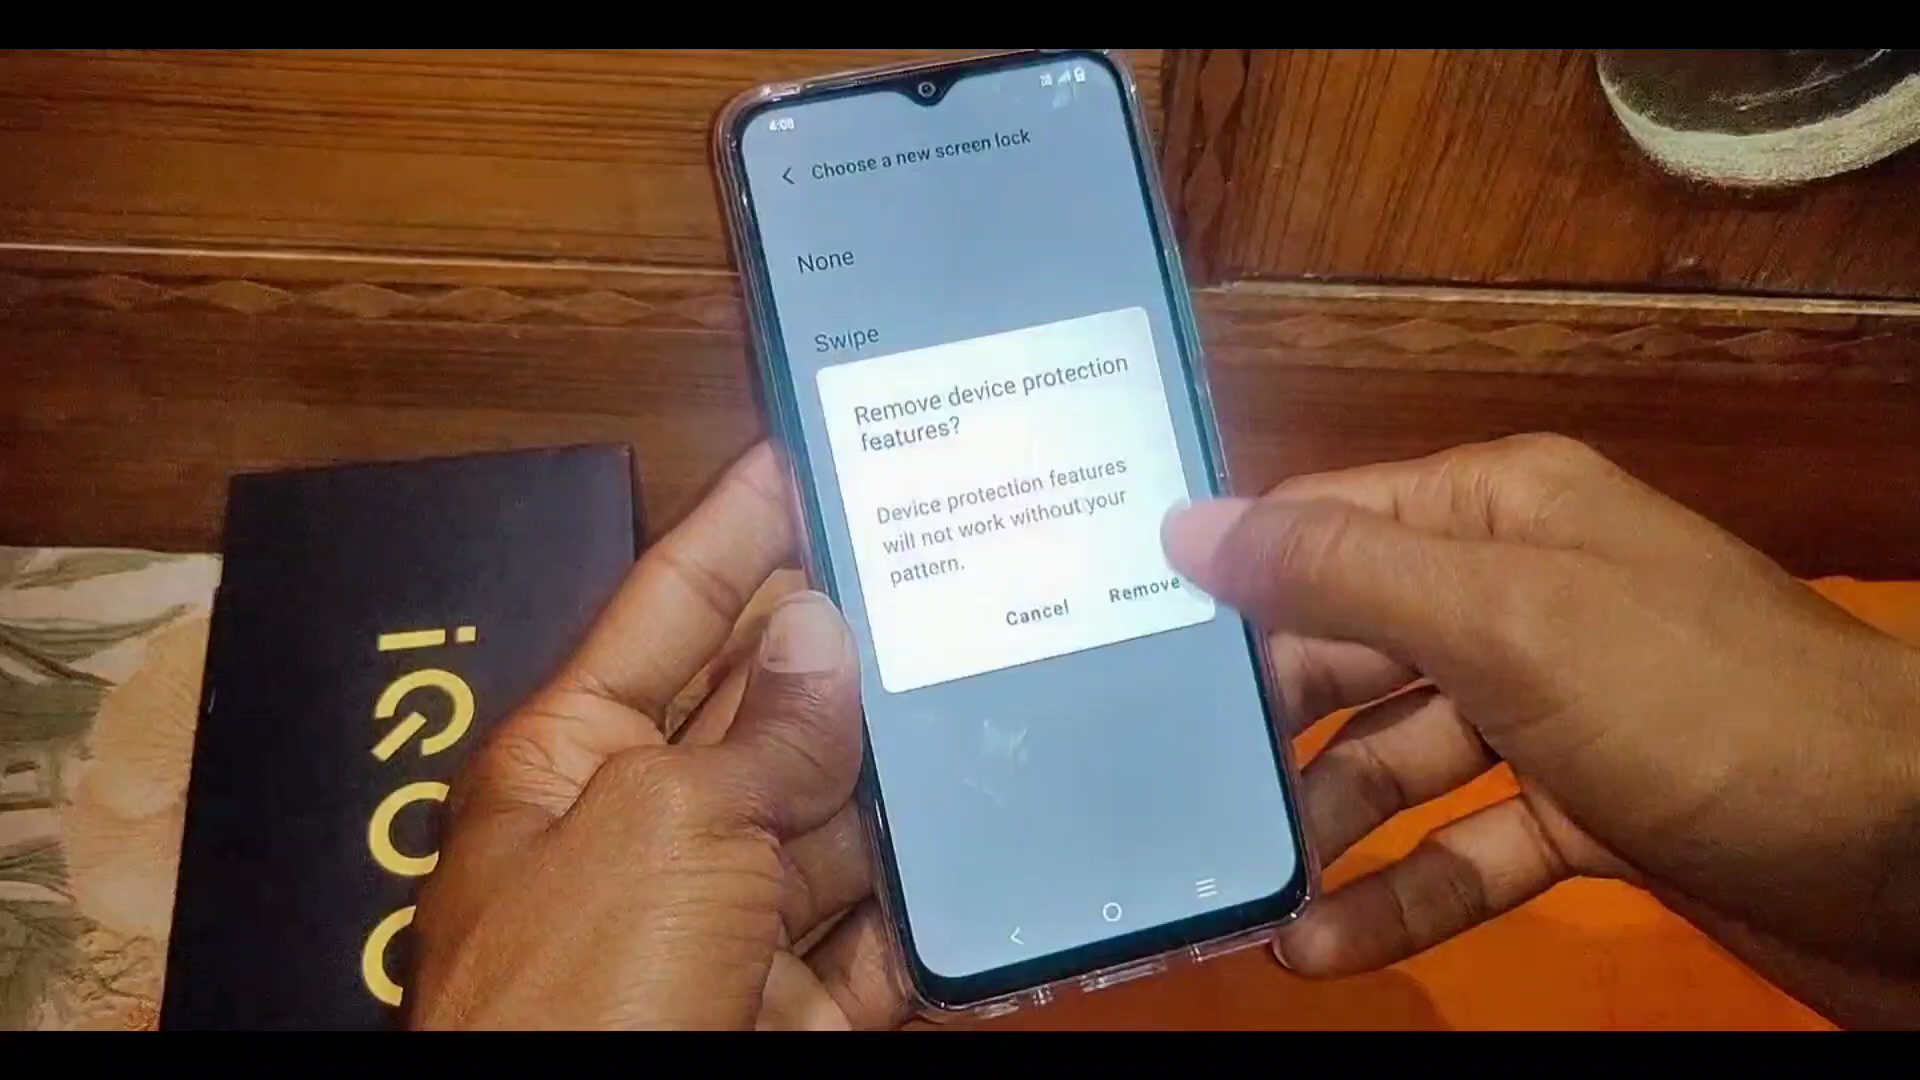 4:08
Choose a new screen lock
None
Swipe
Remove device protection
features?
Device protection features
will not work without your
pattern.
Cancel Remove
iQOO